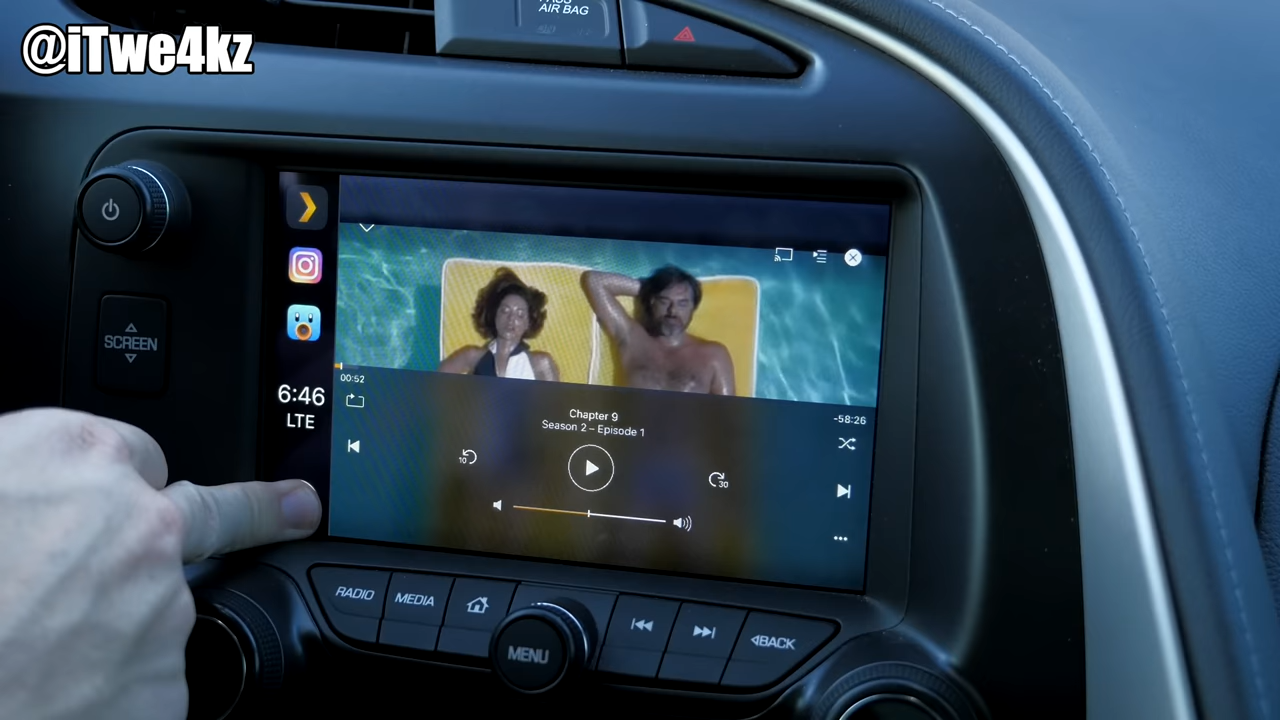 @iTwe4kz
PASS
AIR BAG
SCREEN
6:46
LTE
00:52
-58:26
Chapter 9
Season 2 – Episode 1
10
30
RADIO
MEDIA
MENU
BACK